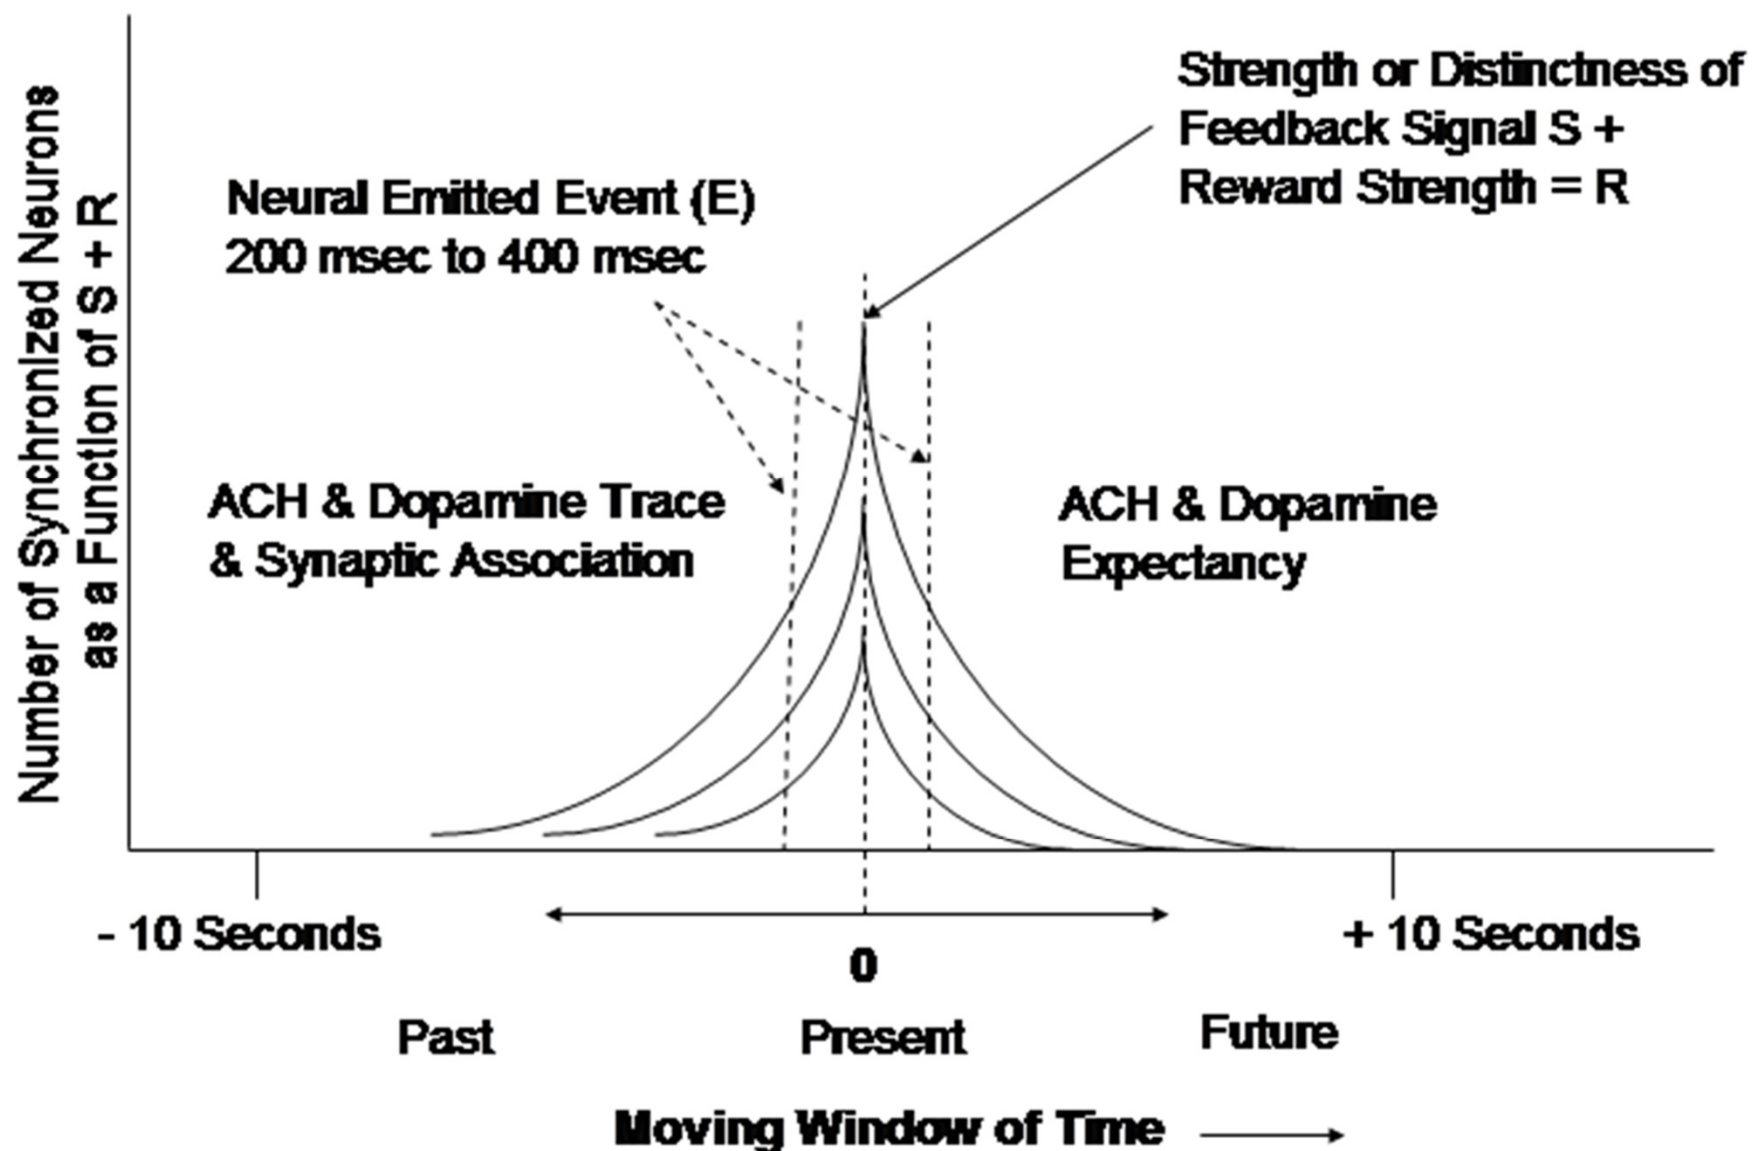 Number of Synchronized Neurons
as a Function of S + R
Strength or Distinctness of
Feedback Signal S +
Reward Strength = R
Neural Emitted Event (E)
200 msec to 400 msec
ACH & Dopamine Trace
& Synaptic Association
ACH & Dopamine
Expectancy
- 10 Seconds
0
+ 10 Seconds
Past
Present
Future
Moving Window of Time